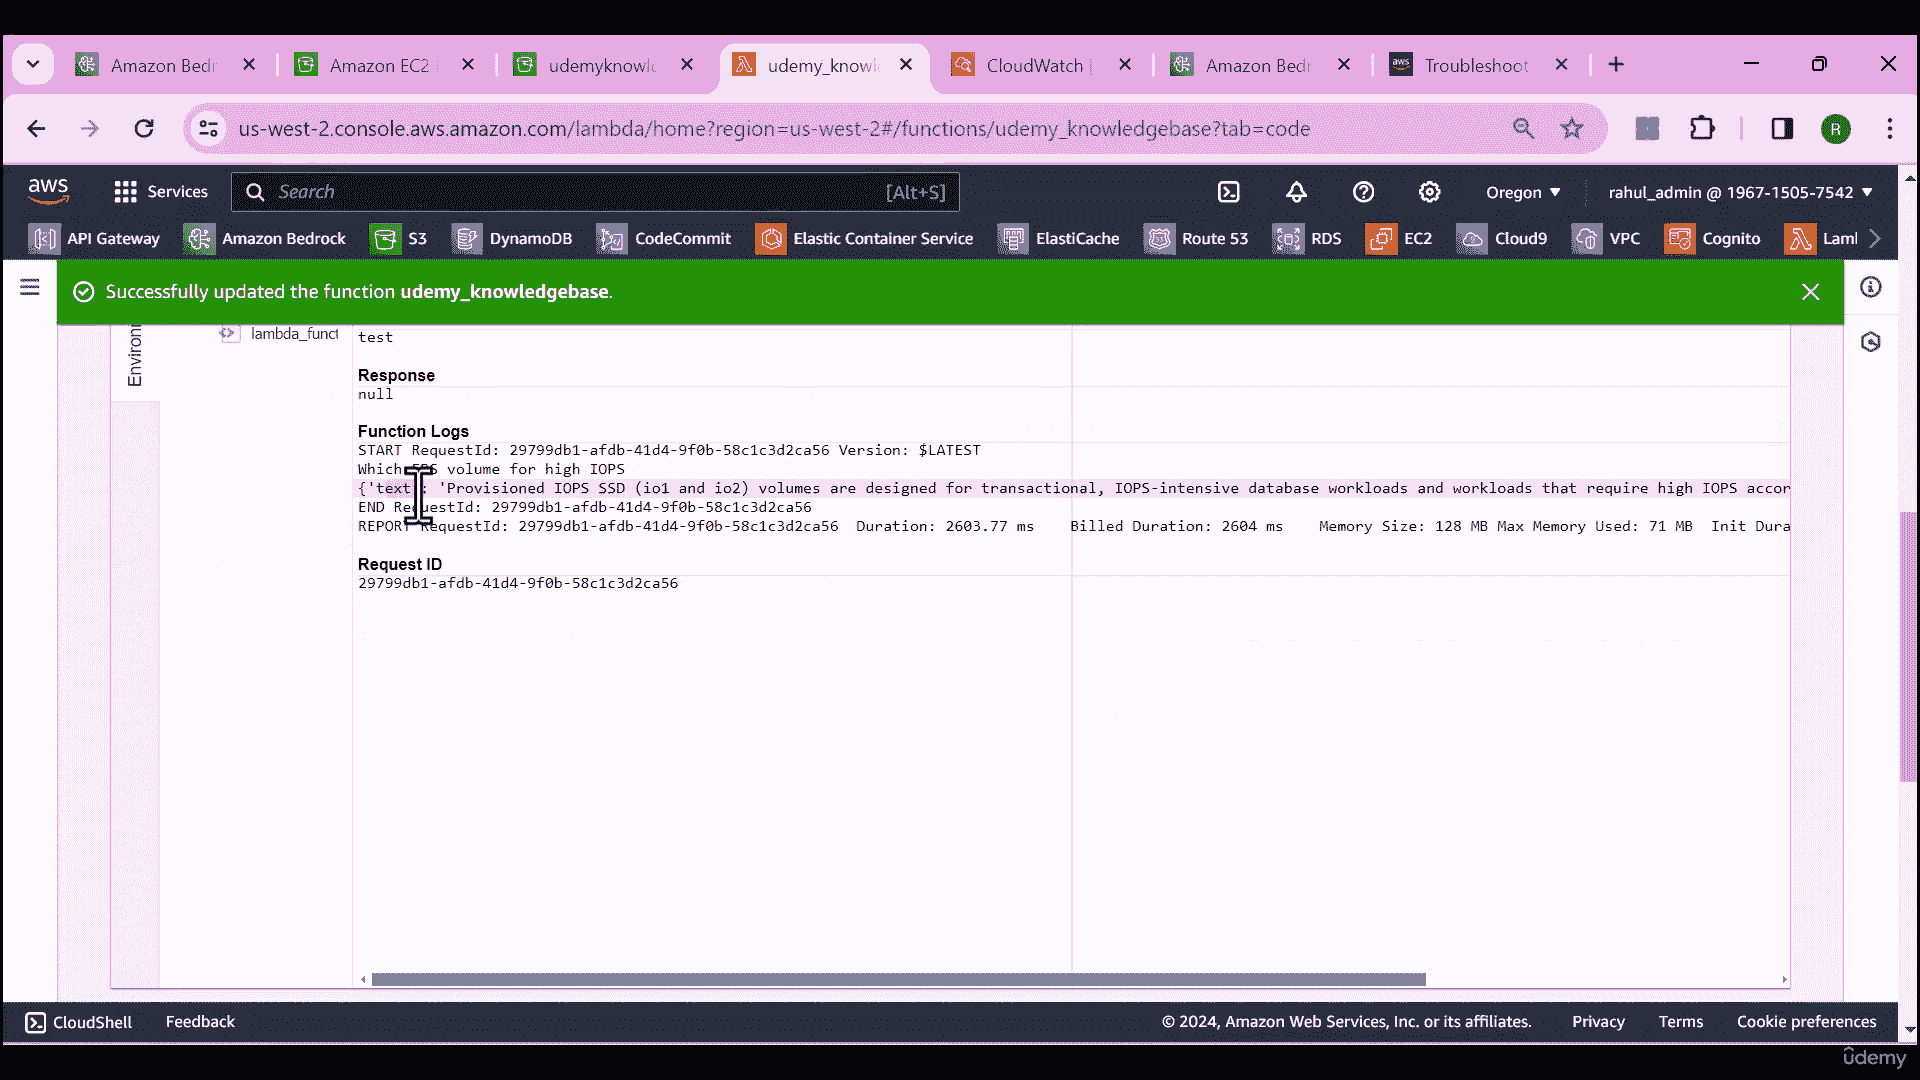 Amazon Bedr
Amazon EC2
udemyknowl
udemy_knowl
CloudWatch
Amazon Bedr
aws
Troubleshoot
us-west-2.console.aws.amazon.com/lambda/home?region=us-west-2#/functions/udemy_knowledgebase?tab=code
R
aws
Services
Search
[Alt+S]
Oregon
rahul_admin @ 1967-1505-7542
API Gateway
Amazon Bedrock
S3
DynamoDB
CodeCommit
Elastic Container Service
ElastiCache
Route 53
RDS
EC2
Cloud9
VPC
Cognito
Laml
Successfully updated the function udemy_knowledgebase.
Environ
lambda_funct
test
Response
null
Function Logs
START RequestId: 29799db1-afdb-41d4-9f0b-58c1c3d2ca56 Version: $LATEST
Which EBS volume for high IOPS
{'text': 'Provisioned IOPS SSD (io1 and io2) volumes are designed for transactional, IOPS-intensive database workloads and workloads that require high IOPS accor
END RequestId: 29799db1-afdb-41d4-9f0b-58c1c3d2ca56
REPORT RequestId: 29799db1-afdb-41d4-9f0b-58c1c3d2ca56 Duration: 2603.77 ms Billed Duration: 2604 ms Memory Size: 128 MB Max Memory Used: 71 MB Init Dura
Request ID
29799db1-afdb-41d4-9f0b-58c1c3d2ca56
CloudShell
Feedback
© 2024, Amazon Web Services, Inc. or its affiliates.
Privacy
Terms
Cookie preferences
ûdemy